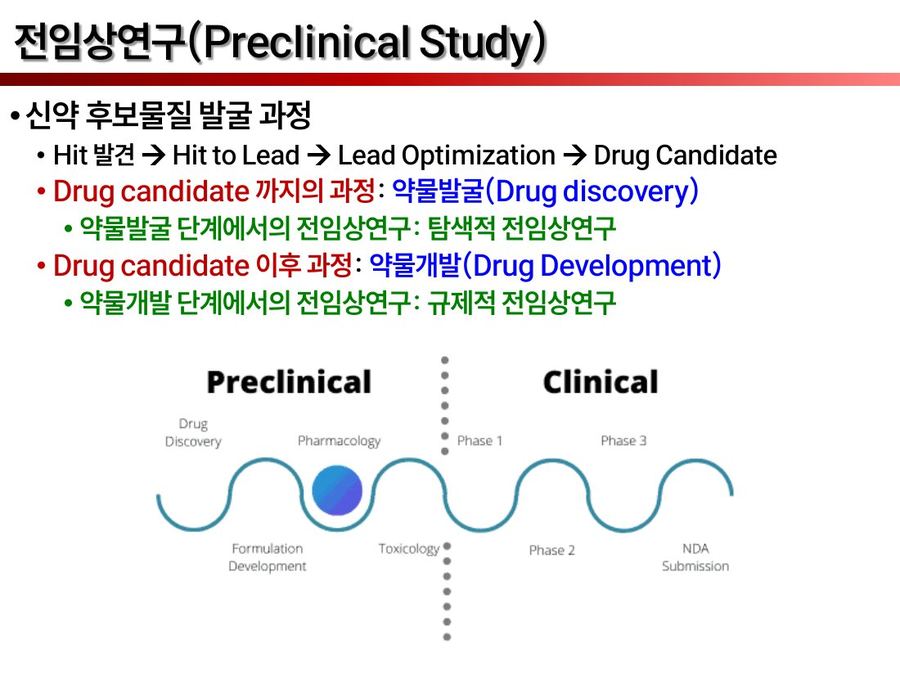 전임상연구(Preclinical Study)
• 신약 후보물질 발굴 과정
• Hit 발견 → Hit to Lead → Lead Optimization → Drug Candidate
• Drug candidate 까지의 과정: 약물발굴(Drug discovery)
• 약물발굴 단계에서의 전임상연구: 탐색적 전임상연구
• Drug candidate 이후 과정: 약물개발(Drug Development)
• 약물개발 단계에서의 전임상연구: 규제적 전임상연구
Preclinical
Clinical
Drug
Discovery
Pharmacology
Phase 1
Phase 3
Formulation
Development
Toxicology
Phase 2
NDA
Submission